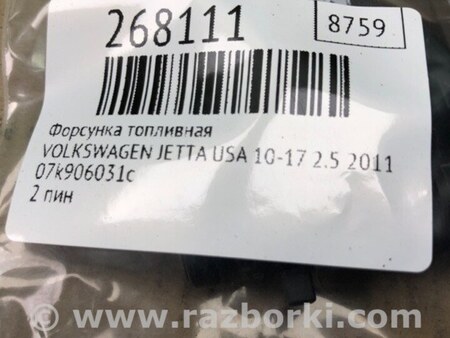 268111
8759
Форсунка топливная
VOLKSWAGEN JETTA USA 10-17 2.5 2011
07k906031c
2 пин
© www.razborki.com